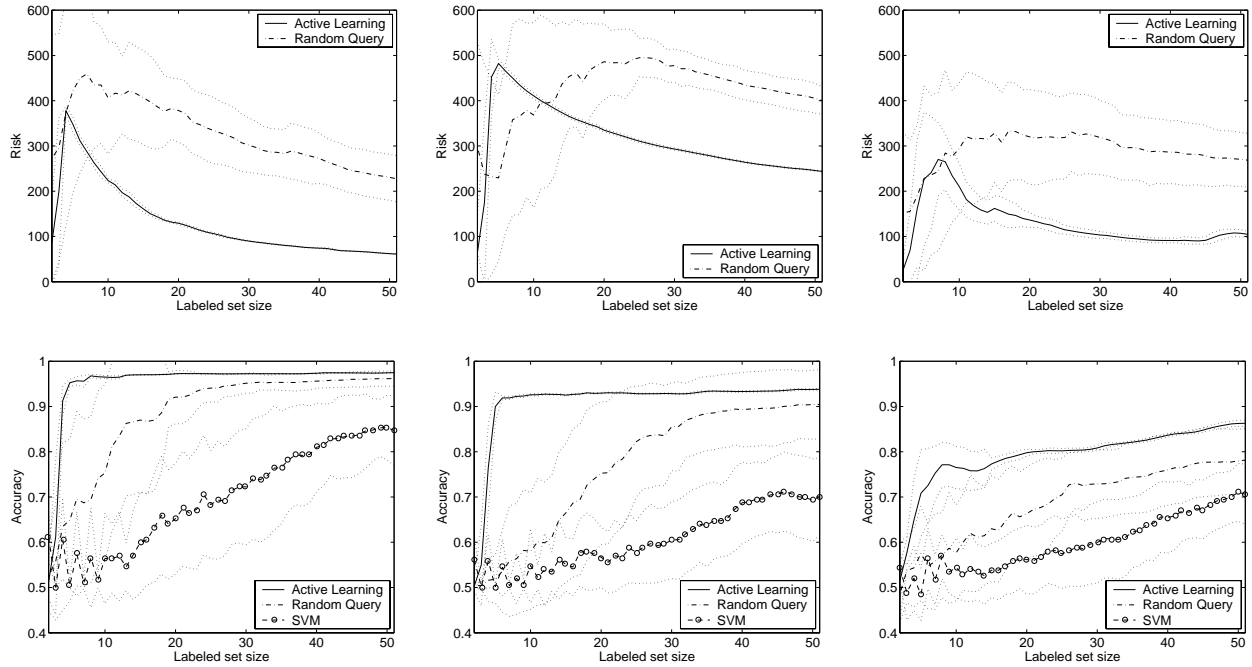 600
500
400
300
200
100
0
Risk
10 20 30 40 50
Labeled set size
Active Learning
Random Query
600
500
400
300
200
100
0
Risk
10 20 30 40 50
Labeled set size
Active Learning
Random Query
600
500
400
300
200
100
0
Risk
10 20 30 40 50
Labeled set size
Active Learning
Random Query
1
0.9
0.8
0.7
0.6
0.5
0.4
Accuracy
10 20 30 40 50
Labeled set size
Active Learning
Random Query
SVM
1
0.9
0.8
0.7
0.6
0.5
0.4
Accuracy
10 20 30 40 50
Labeled set size
Active Learning
Random Query
SVM
1
0.9
0.8
0.7
0.6
0.5
0.4
Accuracy
10 20 30 40 50
Labeled set size
Active Learning
Random Query
SVM